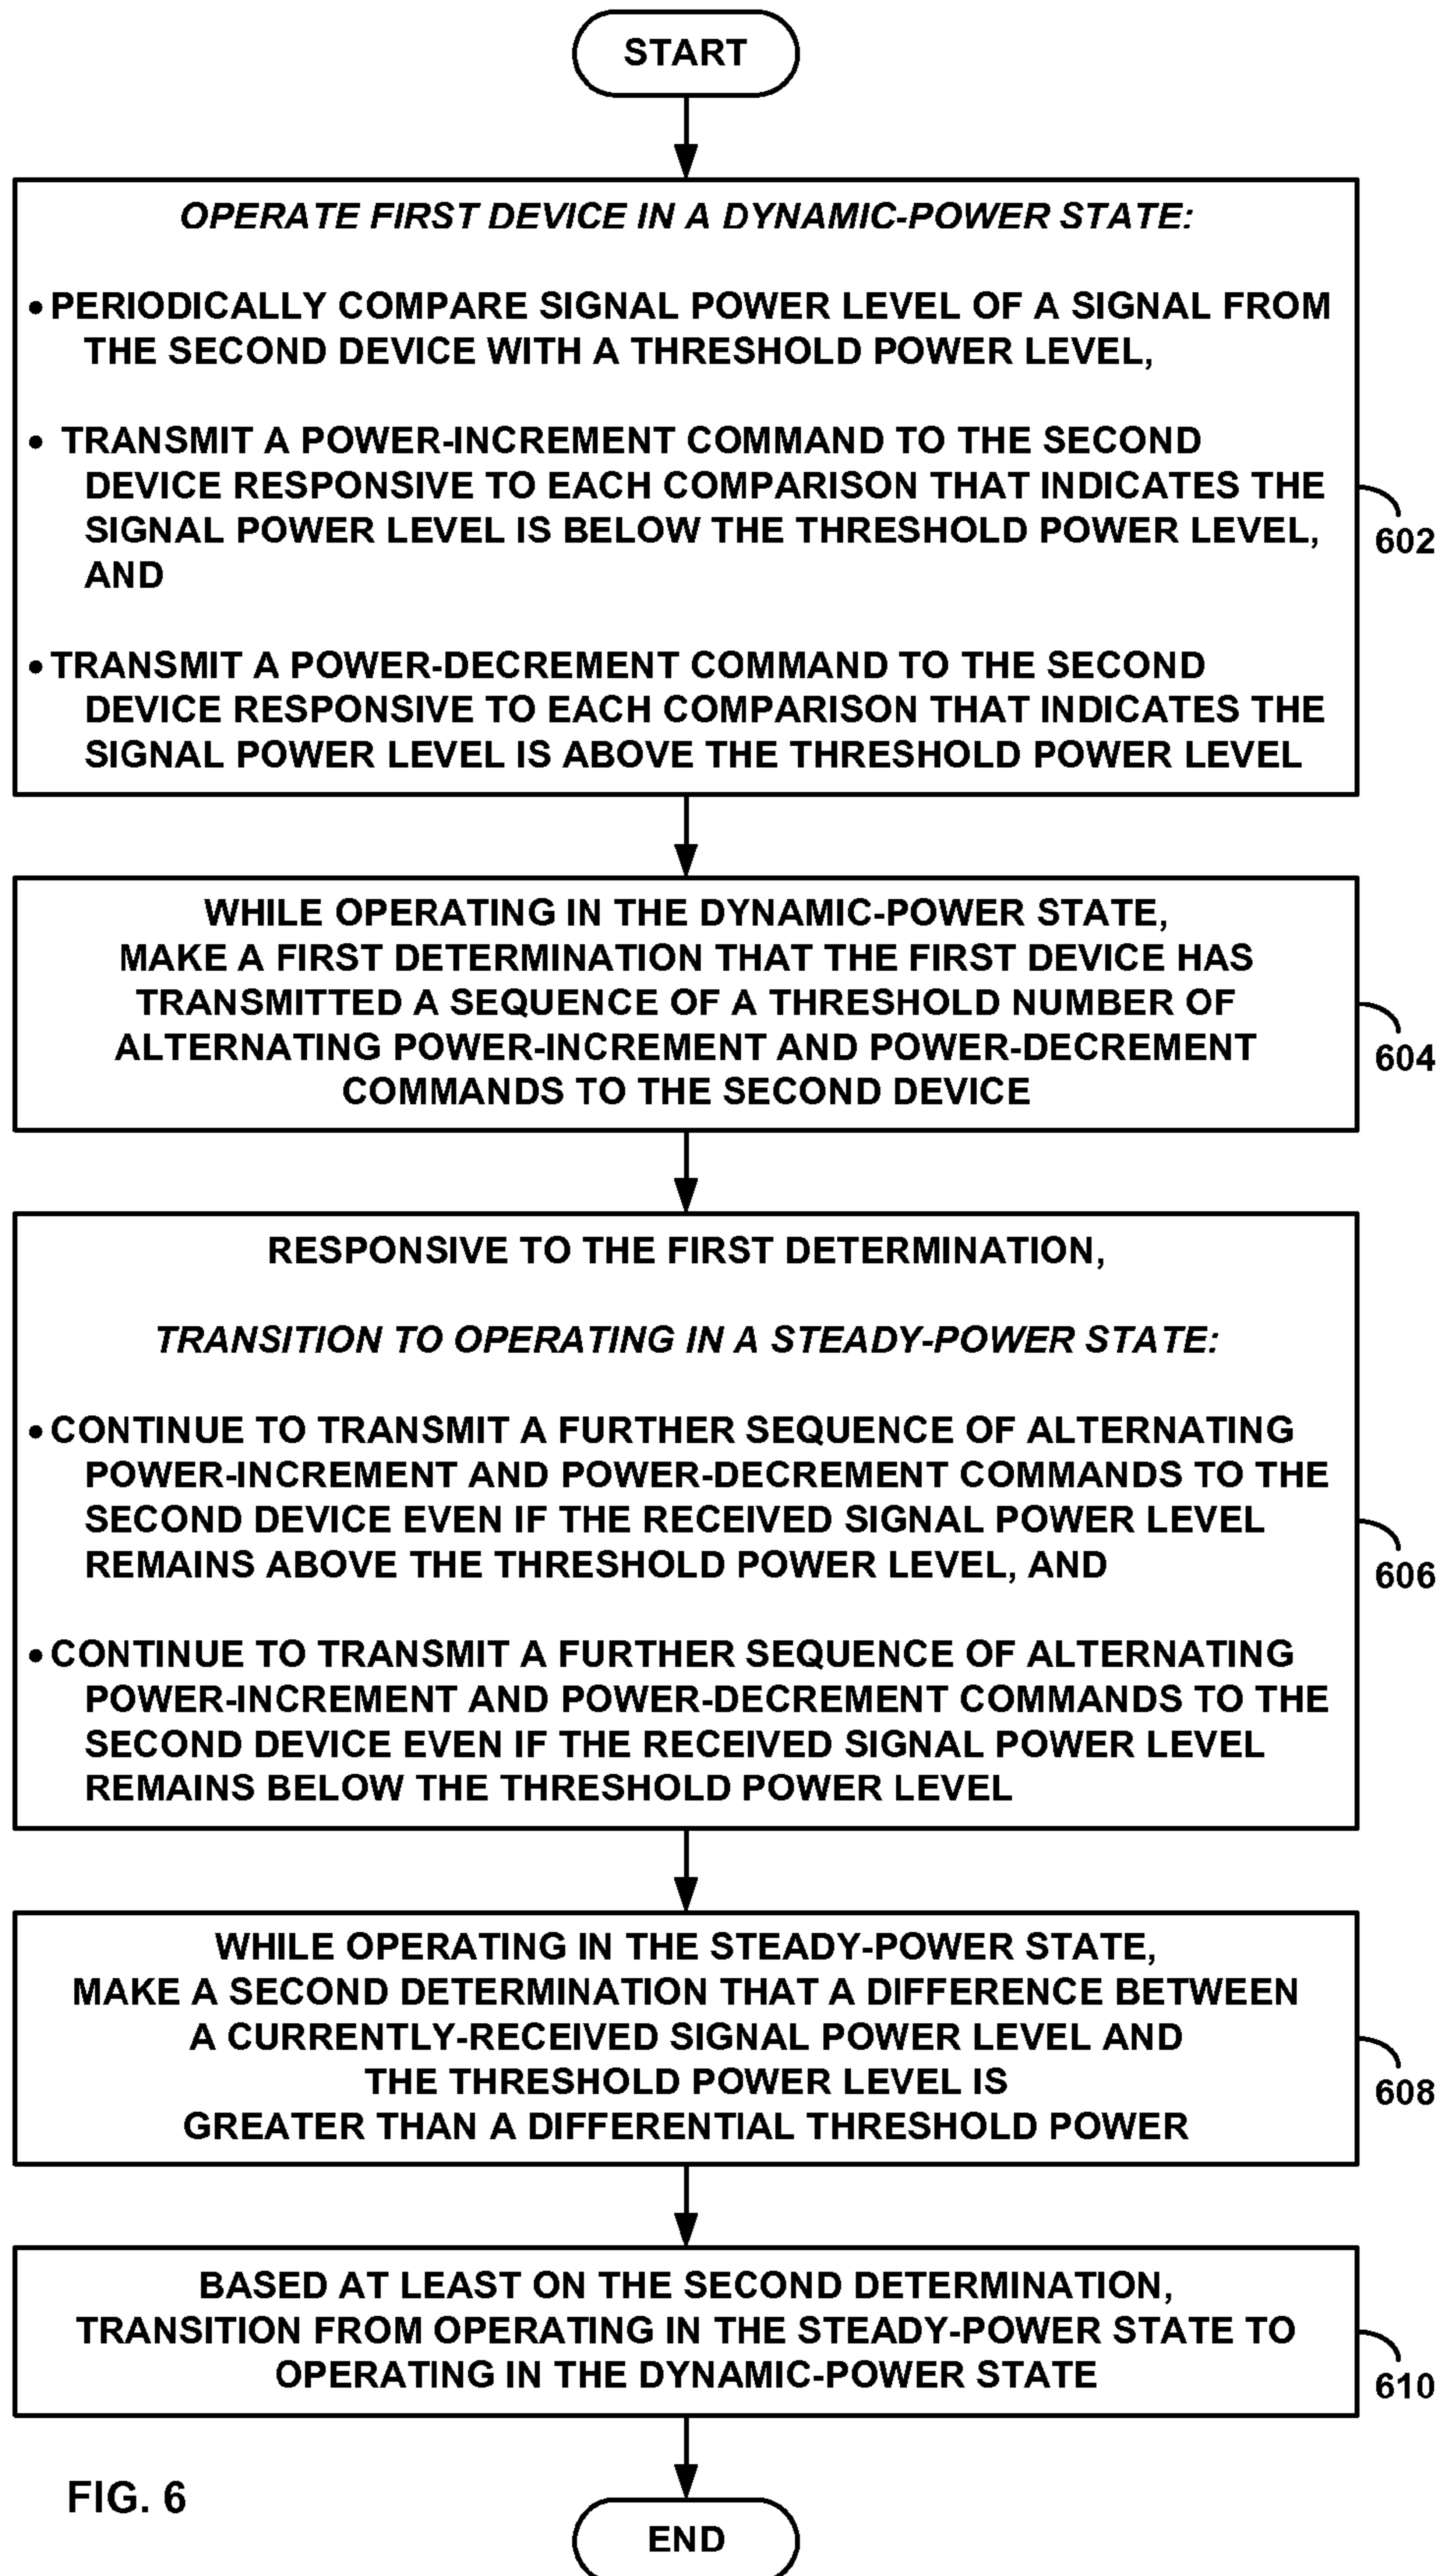 START
OPERATE FIRST DEVICE IN A DYNAMIC-POWER STATE:
• PERIODICALLY COMPARE SIGNAL POWER LEVEL OF A SIGNAL FROM
THE SECOND DEVICE WITH A THRESHOLD POWER LEVEL,
• TRANSMIT A POWER-INCREMENT COMMAND TO THE SECOND
DEVICE RESPONSIVE TO EACH COMPARISON THAT INDICATES THE
SIGNAL POWER LEVEL IS BELOW THE THRESHOLD POWER LEVEL,
AND
• TRANSMIT A POWER-DECREMENT COMMAND TO THE SECOND
DEVICE RESPONSIVE TO EACH COMPARISON THAT INDICATES THE
SIGNAL POWER LEVEL IS ABOVE THE THRESHOLD POWER LEVEL
602
WHILE OPERATING IN THE DYNAMIC-POWER STATE,
MAKE A FIRST DETERMINATION THAT THE FIRST DEVICE HAS
TRANSMITTED A SEQUENCE OF A THRESHOLD NUMBER OF
ALTERNATING POWER-INCREMENT AND POWER-DECREMENT
COMMANDS TO THE SECOND DEVICE
604
RESPONSIVE TO THE FIRST DETERMINATION,
TRANSITION TO OPERATING IN A STEADY-POWER STATE:
• CONTINUE TO TRANSMIT A FURTHER SEQUENCE OF ALTERNATING
POWER-INCREMENT AND POWER-DECREMENT COMMANDS TO THE
SECOND DEVICE EVEN IF THE RECEIVED SIGNAL POWER LEVEL
REMAINS ABOVE THE THRESHOLD POWER LEVEL, AND
• CONTINUE TO TRANSMIT A FURTHER SEQUENCE OF ALTERNATING
POWER-INCREMENT AND POWER-DECREMENT COMMANDS TO THE
SECOND DEVICE EVEN IF THE RECEIVED SIGNAL POWER LEVEL
REMAINS BELOW THE THRESHOLD POWER LEVEL
606
WHILE OPERATING IN THE STEADY-POWER STATE,
MAKE A SECOND DETERMINATION THAT A DIFFERENCE BETWEEN
A CURRENTLY-RECEIVED SIGNAL POWER LEVEL AND
THE THRESHOLD POWER LEVEL IS
GREATER THAN A DIFFERENTIAL THRESHOLD POWER
608
BASED AT LEAST ON THE SECOND DETERMINATION,
TRANSITION FROM OPERATING IN THE STEADY-POWER STATE TO
OPERATING IN THE DYNAMIC-POWER STATE
610
FIG. 6
END